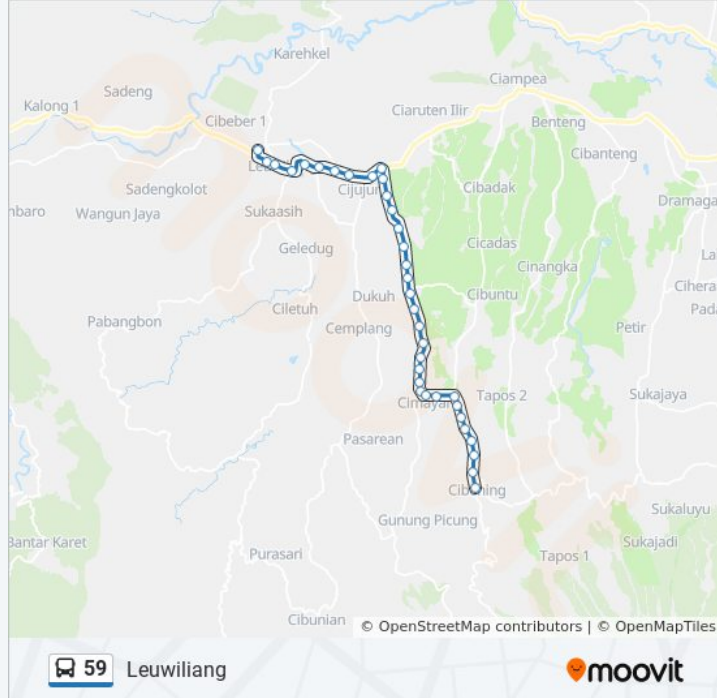 Karehkel
Sadeng
Ciampea
Kalong 1
Ciaruten Ilir
Cibeber 1
Benteng
Cibanteng
Cijujur
Sadengkolot
Cibadak
Dramaga
Wangun Jaya
Sukaasih
Geledug
Cicadas
Cinangka
Dukuh
Cibuntu
Ciletuh
Pabangbon
Cemplang
Petir
Tapos 2
Sukajaya
Pasarean
Gunung Picung
Sukaluyu
Bantar Karet
Sukajadi
Purasari
Tapos 1
Cibunian
© OpenStreetMap contributors | © OpenMapTiles
59 Leuwiliang
moovit